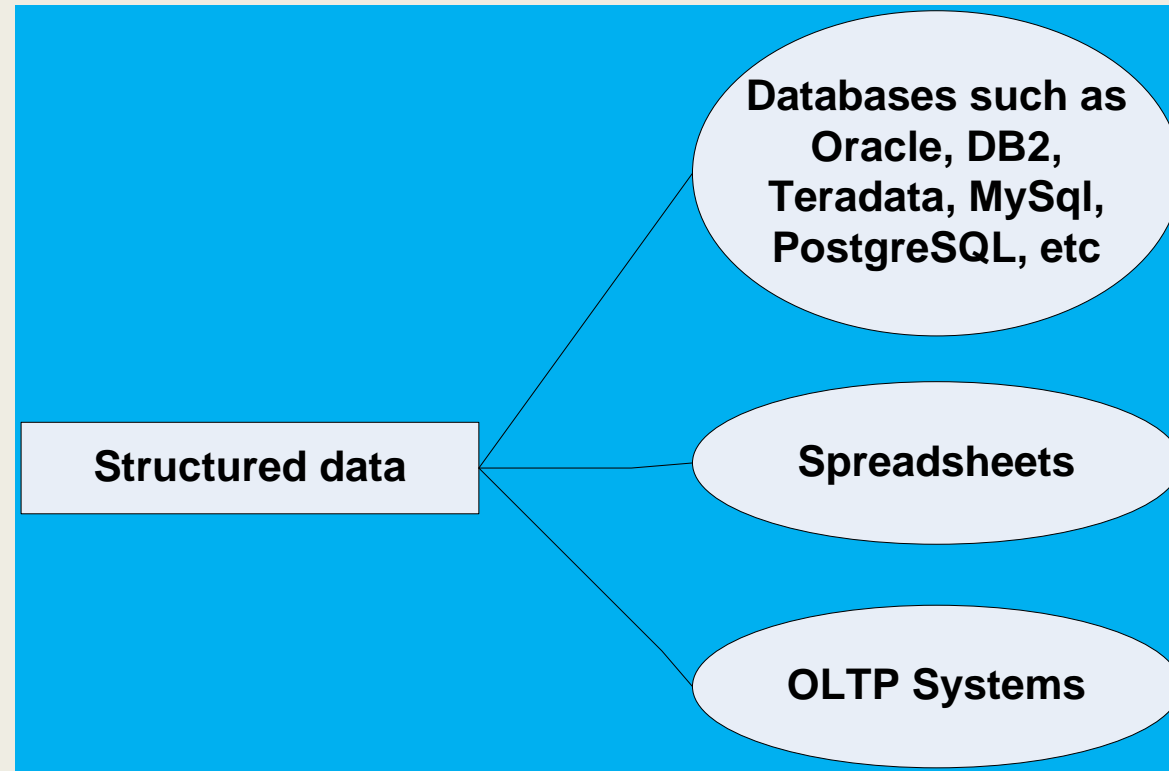 Databases such as
Oracle, DB2,
Teradata, MySql,
PostgreSQL, etc
Structured data
Spreadsheets
OLTP Systems